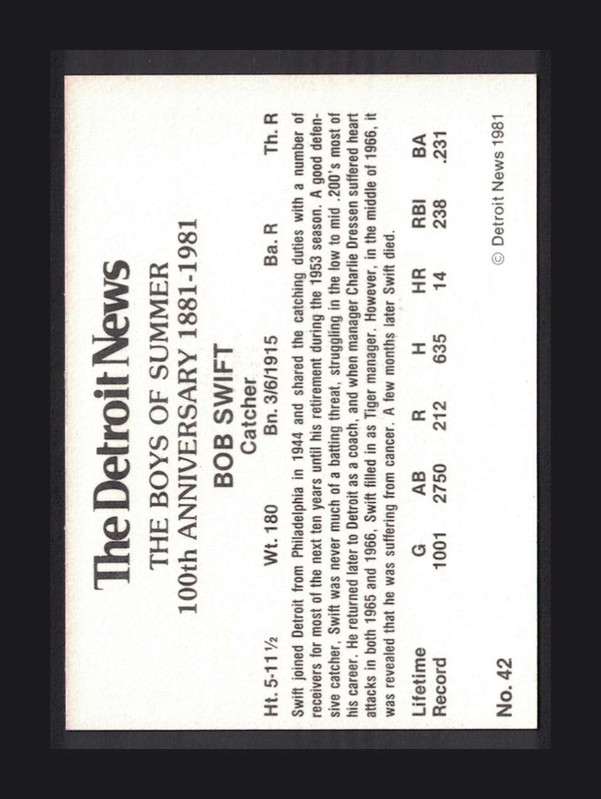 The Detroit News
THE BOYS OF SUMMER
100th ANNIVERSARY 1881-1981
BOB SWIFT
Catcher
Ht. 5-11½ Wt. 180 Bn. 3/6/1915 Ba. R Th. R
Swift joined Detroit from Philadelphia in 1944 and shared the catching duties with a number of
receivers for most of the next ten years until his retirement during the 1953 season. A good defen-
sive catcher, Swift was never much of a batting threat, struggling in the low to mid .200's most of
his career. He returned later to Detroit as a coach, and when manager Charlie Dressen suffered heart
attacks in both 1965 and 1966, Swift filled in as Tiger manager. However, in the middle of 1966, it
was revealed that he was suffering from cancer. A few months later Swift died.
Lifetime G AB R H HR RBI BA
Record 1001 2750 212 635 14 238 .231
No. 42 © Detroit News 1981